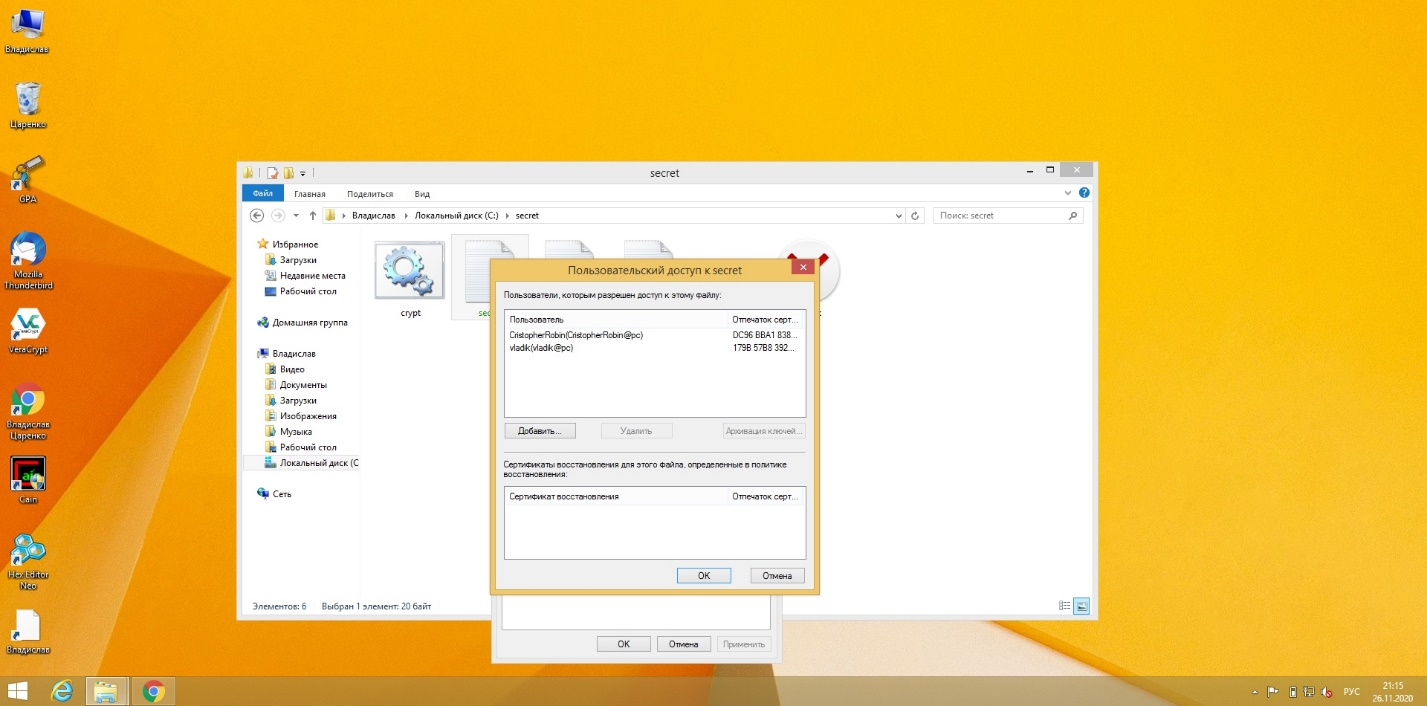 Владислав
Царенко
GPA
Mozilla
Thunderbird
VeraCrypt
Владислав
Царенко
Cain
Hex Editor
Neo
Владислав
secret
Файл
Главная
Поделиться
Вид
Владислав
Локальный диск (C:)
secret
Поиск: secret
Избранное
Загрузки
Недавние места
Рабочий стол
Домашняя группа
Владислав
Видео
Документы
Загрузки
Изображения
Музыка
Рабочий стол
Локальный диск (C
Сеть
crypt
sec
Элементов: 6 Выбран 1 элемент: 20 байт
Пользовательский доступ к secret
Пользователи, которым разрешен доступ к этому файлу:
Пользователь Отпечаток серт...
CristopherRobin(CristopherRobin@pc) DC96 BBA1 838...
vladik(vladik@pc) 179B 57B8 392...
Добавить... Удалить Архивация ключей...
Сертификаты восстановления для этого файла, определенные в политике
восстановления:
Сертификат восстановления Отпечаток серт...
ОК Отмена
ОК Отмена Применить
РУС
21:15
26.11.2020